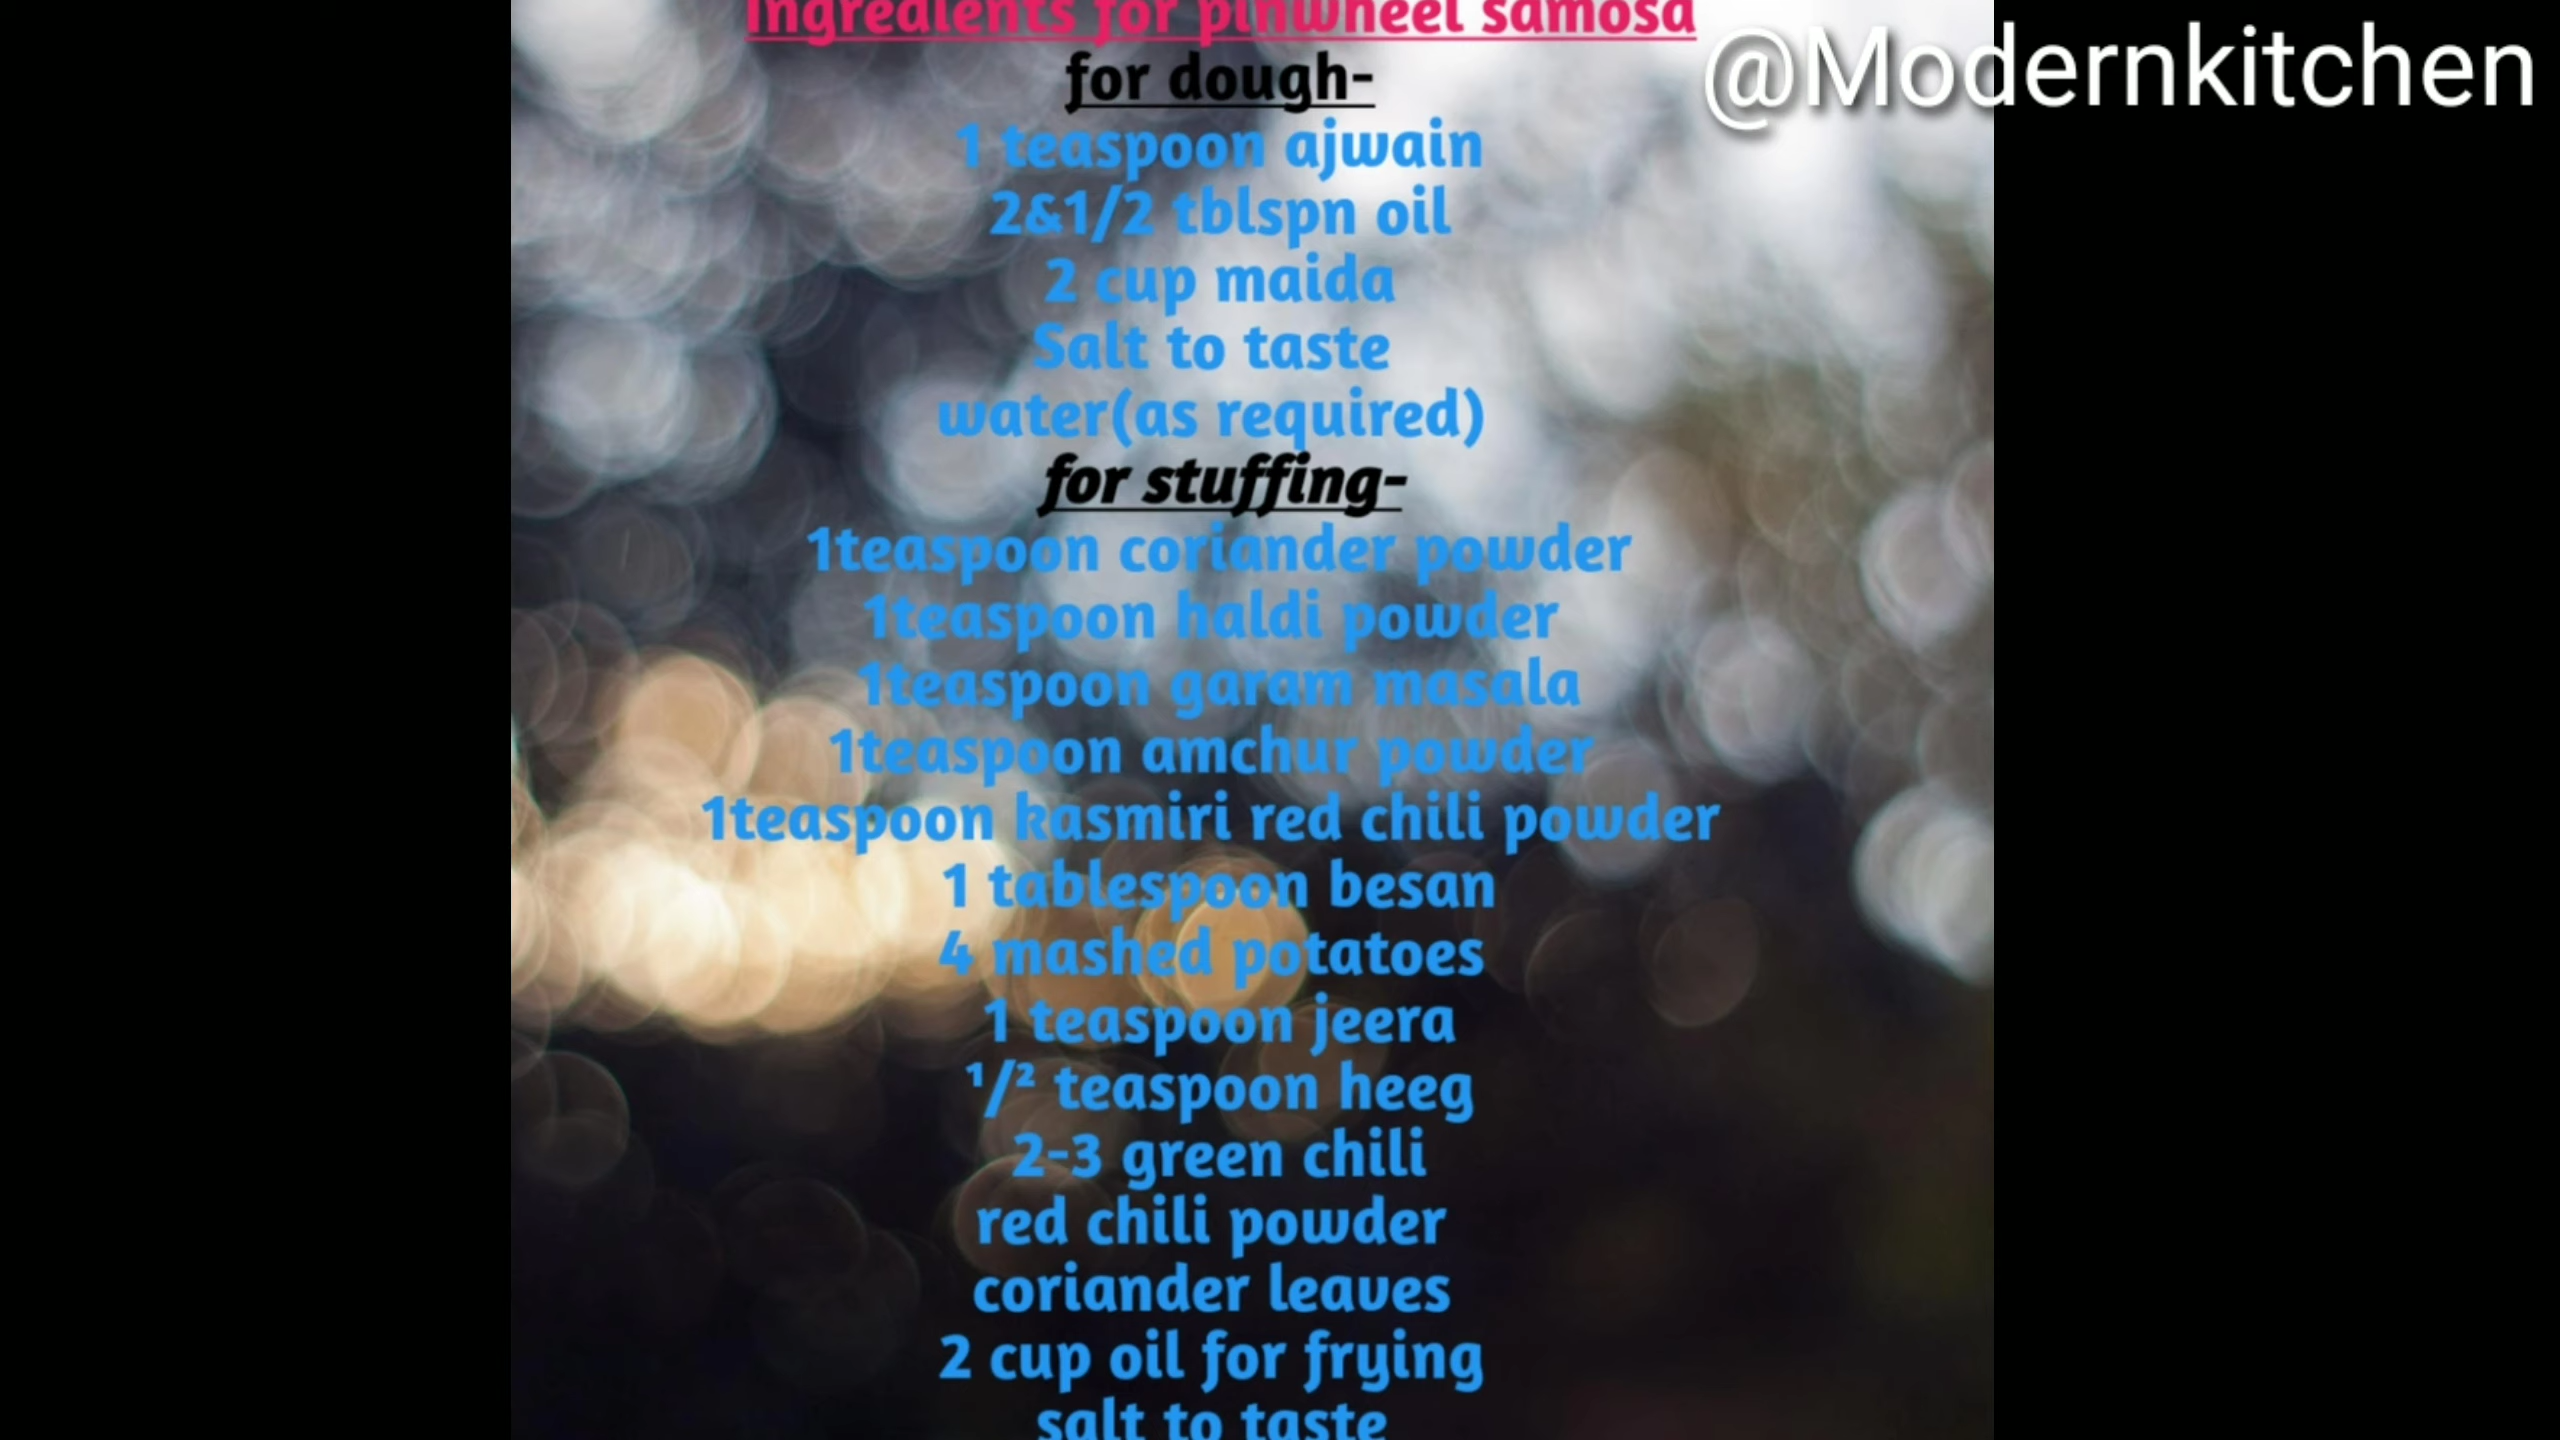 Ingredients for pinwheel samosa
@Modernkitchen
for dough-
1 teaspoon ajwain
2&1/2 tblspn oil
2 cup maida
Salt to taste
water(as required)
for stuffing-
1teaspoon coriander powder
1teaspoon haldi powder
1teaspoon garam masala
1teaspoon amchur powder
1teaspoon kasmiri red chili powder
1 tablespoon besan
4 mashed potatoes
1 teaspoon jeera
¹/² teaspoon heeg
2-3 green chili
red chili powder
coriander leaves
2 cup oil for frying
salt to taste